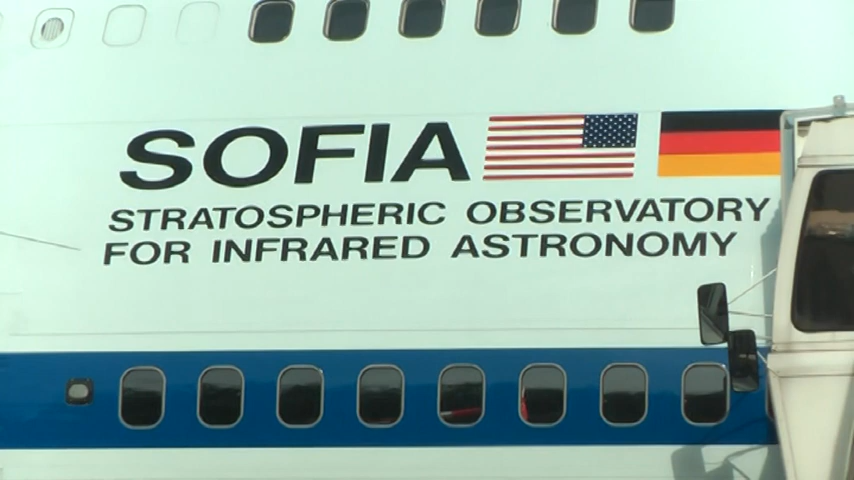 SOFIA
STRATOSPHERIC OBSERVATORY
FOR INFRARED ASTRONOMY